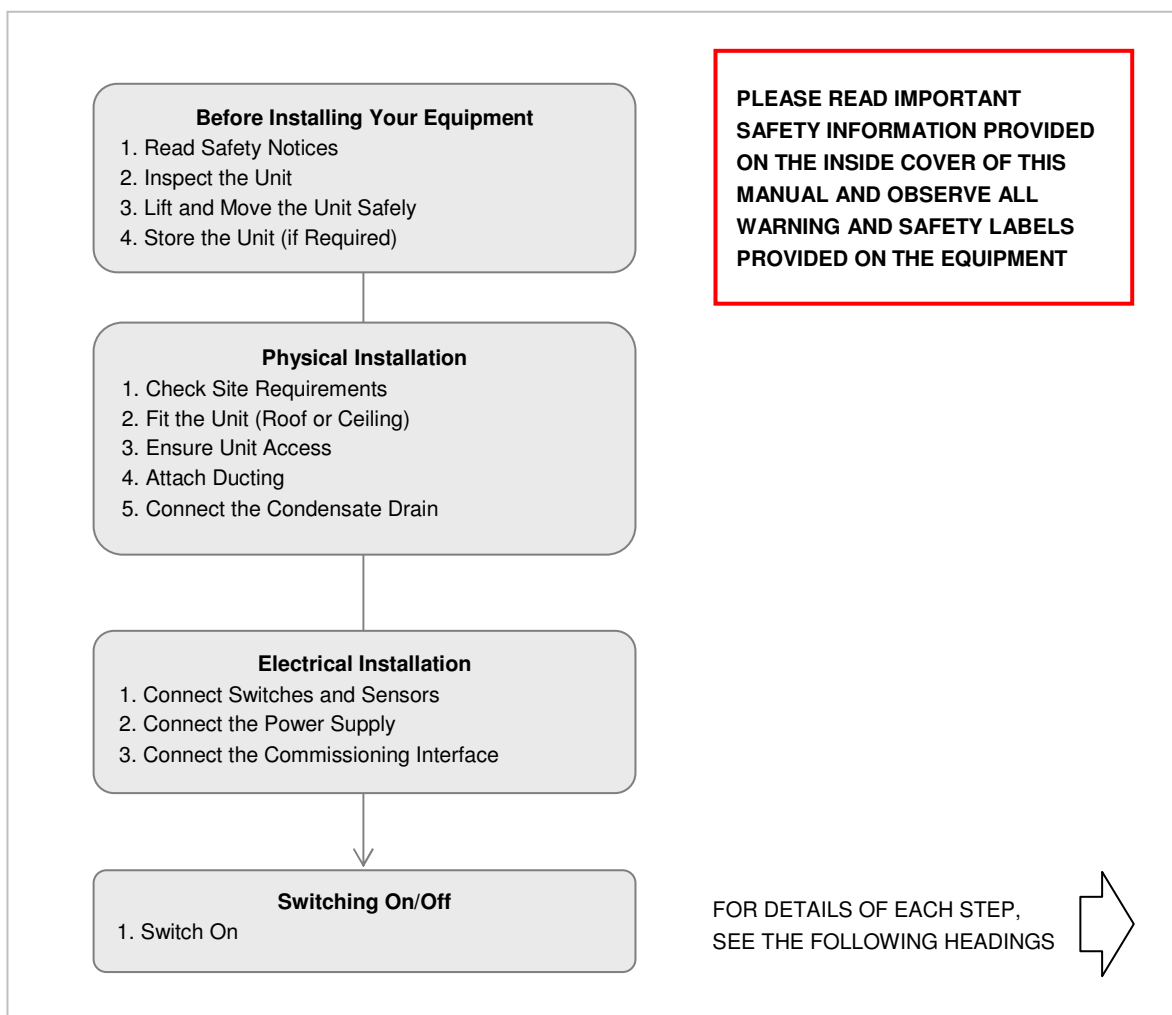 Before Installing Your Equipment
1. Read Safety Notices
2. Inspect the Unit
3. Lift and Move the Unit Safely
4. Store the Unit (if Required)
PLEASE READ IMPORTANT
SAFETY INFORMATION PROVIDED
ON THE INSIDE COVER OF THIS
MANUAL AND OBSERVE ALL
WARNING AND SAFETY LABELS
PROVIDED ON THE EQUIPMENT
Physical Installation
1. Check Site Requirements
2. Fit the Unit (Roof or Ceiling)
3. Ensure Unit Access
4. Attach Ducting
5. Connect the Condensate Drain
Electrical Installation
1. Connect Switches and Sensors
2. Connect the Power Supply
3. Connect the Commissioning Interface
Switching On/Off
1. Switch On
FOR DETAILS OF EACH STEP,
SEE THE FOLLOWING HEADINGS